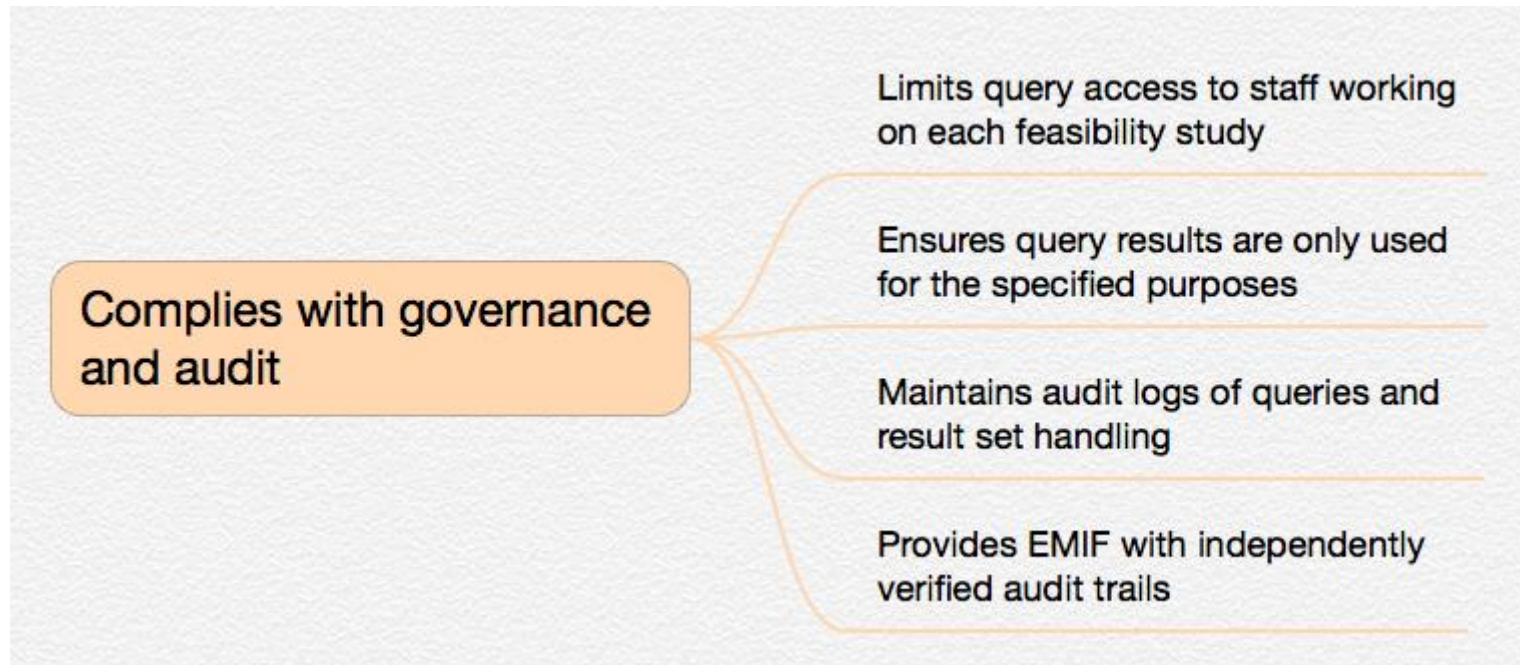 Complies with governance
and audit
Limits query access to staff working
on each feasibility study
Ensures query results are only used
for the specified purposes
Maintains audit logs of queries and
result set handling
Provides EMIF with independently
verified audit trails